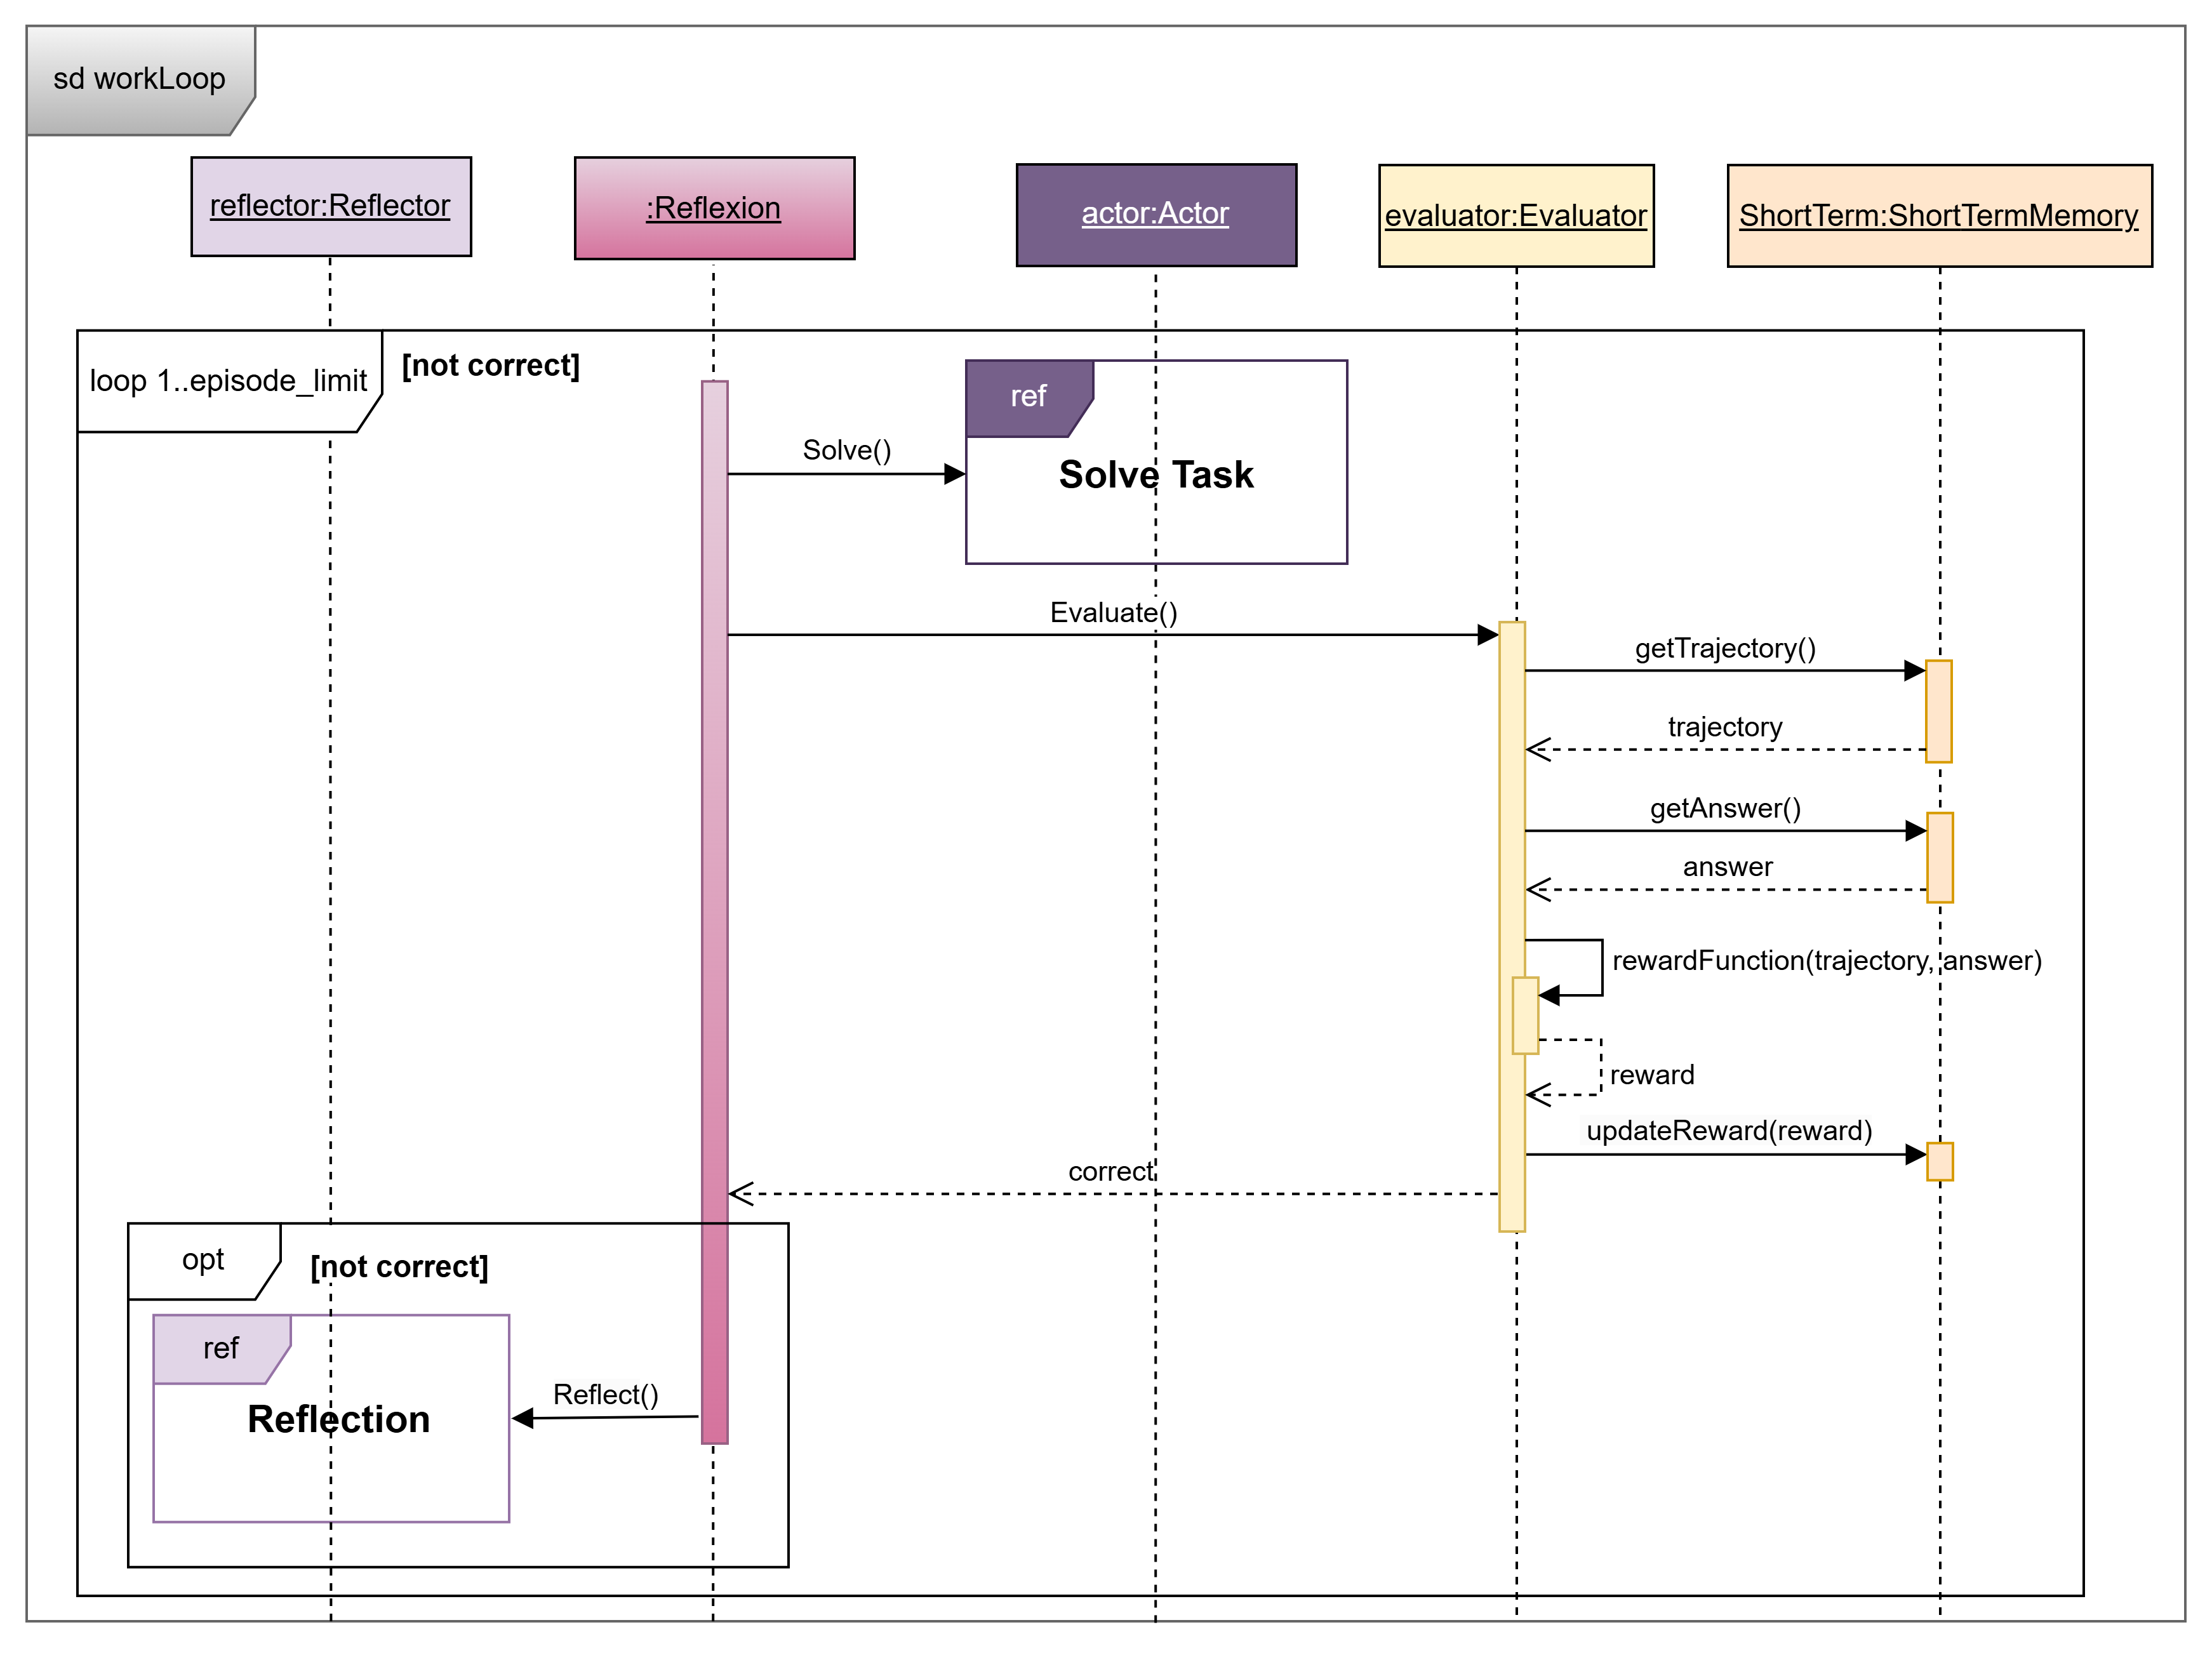 sd workLoop
reflector:Reflector
:Reflexion
actor:Actor
evaluator:Evaluator
ShortTerm:ShortTermMemory
loop 1..episode_limit
[not correct]
ref
Solve Task
Solve()
Evaluate()
getTrajectory()
trajectory
getAnswer()
answer
rewardFunction(trajectory, answer)
reward
updateReward(reward)
correct
opt
[not correct]
ref
Reflection
Reflect()